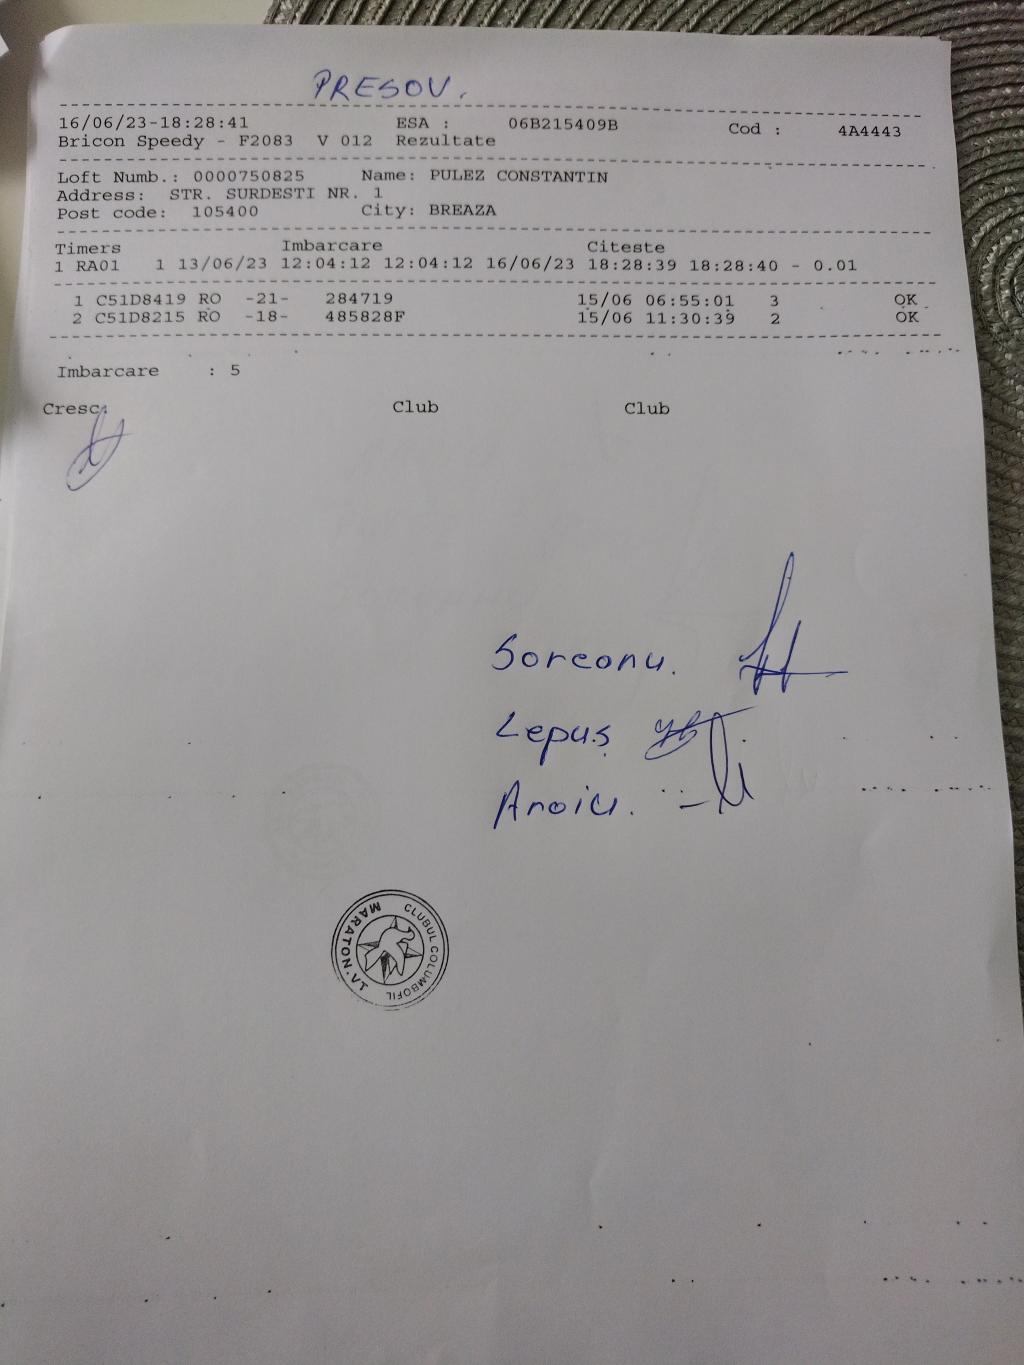 PRESOV.
16/06/23-18:28:41 ESA : 06B215409B Cod : 4A4443
Bricon Speedy - F2083 V 012 Rezultate
Loft Numb.: 0000750825 Name: PULEZ CONSTANTIN
Address: STR. SURDESTI NR. 1
Post code: 105400 City: BREAZA
Timers Imbarcare Citeste
1 RA01 1 13/06/23 12:04:12 12:04:12 16/06/23 18:28:39 18:28:40 - 0.01
1 C51D8419 RO -21- 284719 15/06 06:55:01 3 OK
2 C51D8215 RO -18- 485828F 15/06 11:30:39 2 OK
Imbarcare : 5
Cresc. Club Club
Soreanu.
Lepuș
Anoiu.
CLUBUL COLUMBOFIL
MARATON.VT